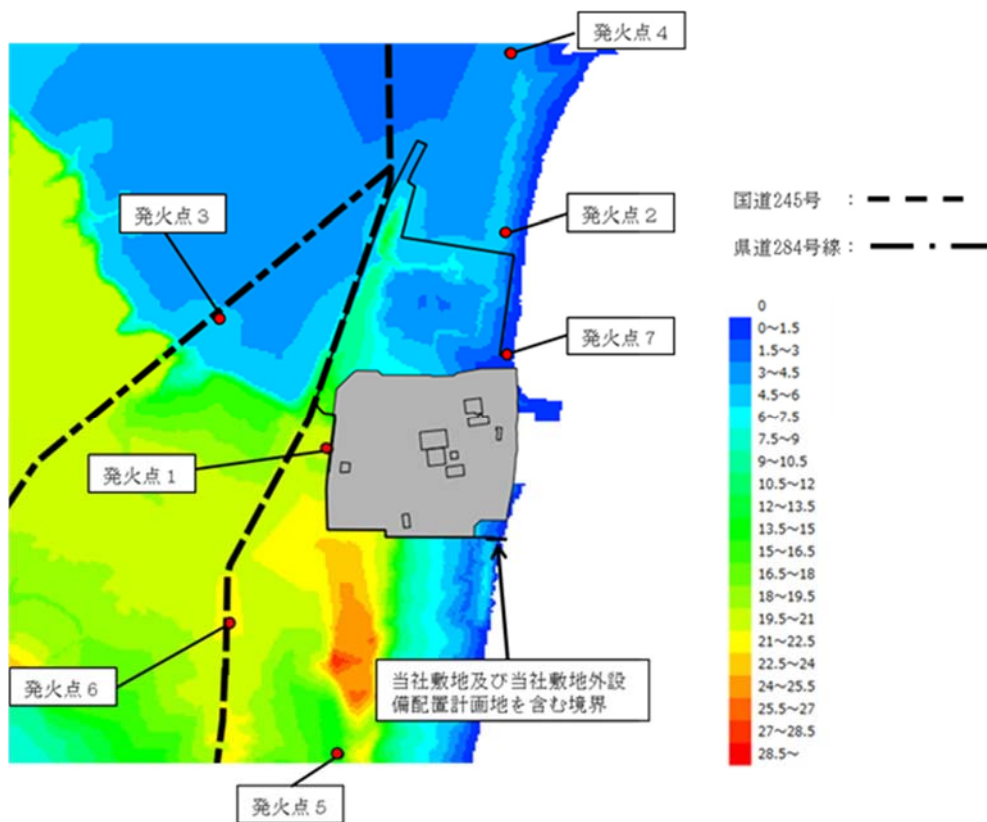 発火点4
発火点3
発火点2
国道245号 :
県道284号線:
発火点7
発火点1
0
0~1.5
1.5~3
3~4.5
4.5~6
6~7.5
7.5~9
9~10.5
10.5~12
12~13.5
13.5~15
15~16.5
16.5~18
18~19.5
19.5~21
21~22.5
22.5~24
24~25.5
25.5~27
27~28.5
28.5~
発火点6
当社敷地及び当社敷地外設
備配置計画地を含む境界
発火点5